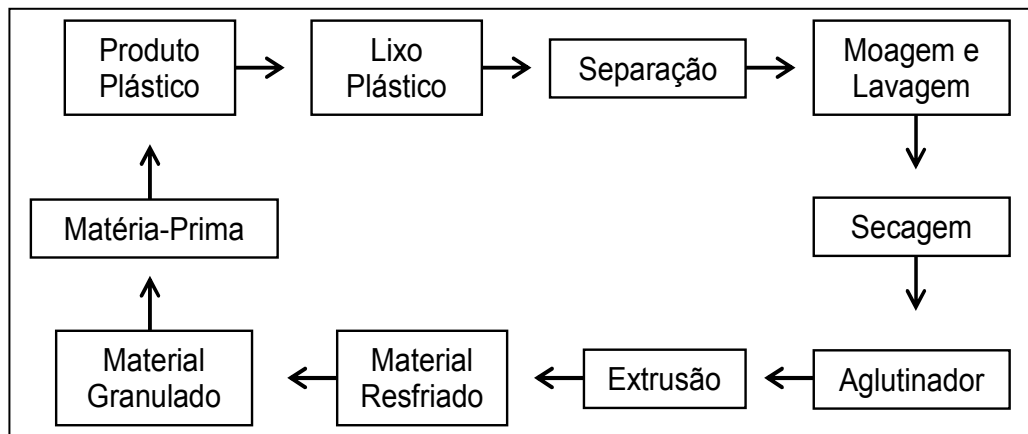 Produto
Plástico
Lixo
Plástico
Separação
Moagem e
Lavagem
Secagem
Aglutinador
Extrusão
Material
Resfriado
Material
Granulado
Matéria-Prima